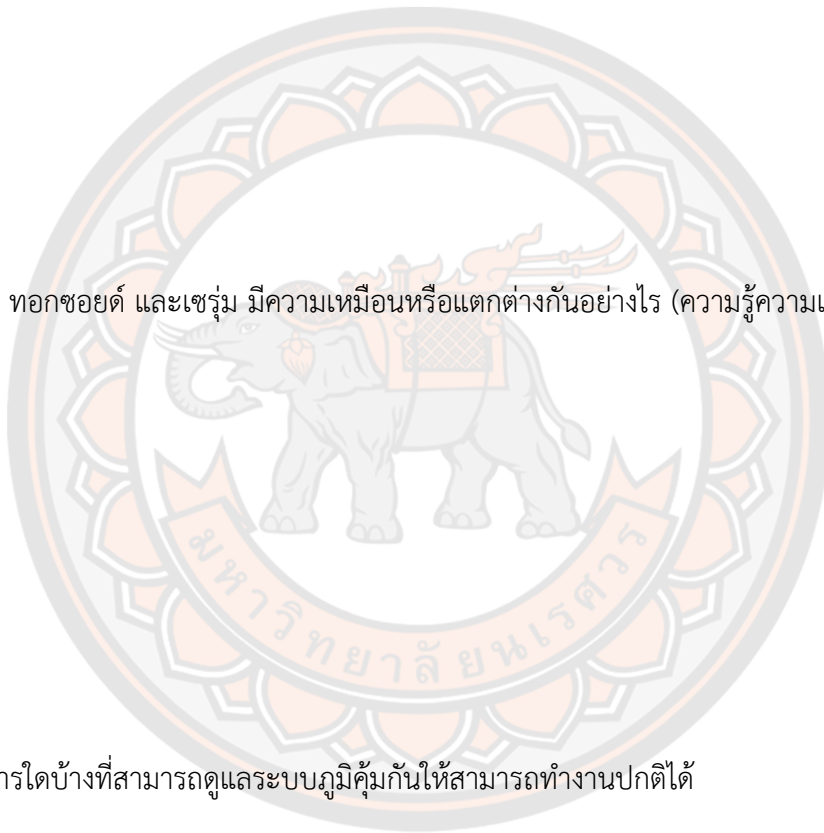 ทอกซอยด์ และเซรุ่ม มีความเหมือนหรือแตกต่างกันอย่างไร (ความรู้ความเ
มหาวิทยาลัยนเรศวร
ารใดบ้างที่สามารถดูแลระบบภูมิคุ้มกันให้สามารถทำงานปกติได้